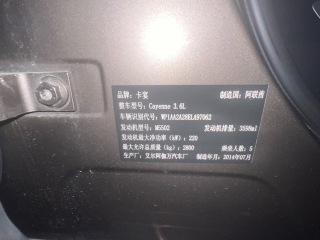 品牌：卡宴 制造国：阿联酋
整车型号：Cayenne 3.6L
车辆识别代号：WP1AA2A28ELA97062
发动机型号：M5502 发动机排量：3598ml
发动机最大净功率（kW）：220
最大允许总质量（kg）：2800 乘坐人数：5
生产厂：艾尔阿伽万汽车厂 制造年月：2014年07月